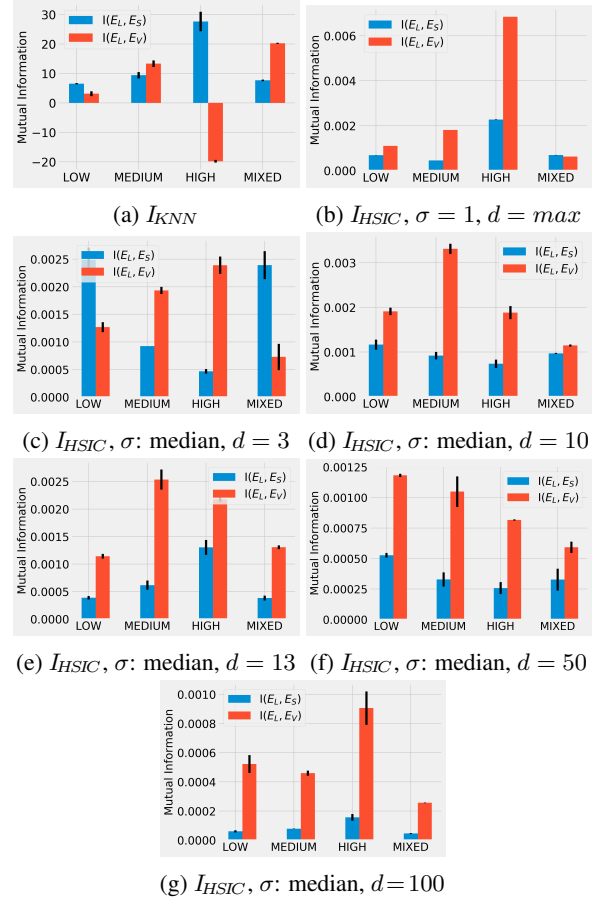 Mutual Information
30
20
10
0
−10
−20
I(E_L, E_S)
I(E_L, E_V)
LOW MEDIUM HIGH MIXED
(a) I_KNN
Mutual Information
0.006
0.004
0.002
0.000
I(E_L, E_S)
I(E_L, E_V)
LOW MEDIUM HIGH MIXED
(b) I_HSIC, σ = 1, d = max
Mutual Information
0.0025
0.0020
0.0015
0.0010
0.0005
0.0000
I(E_L, E_S)
I(E_L, E_V)
LOW MEDIUM HIGH MIXED
(c) I_HSIC, σ: median, d = 3
Mutual Information
0.003
0.002
0.001
0.000
I(E_L, E_S)
I(E_L, E_V)
LOW MEDIUM HIGH MIXED
(d) I_HSIC, σ: median, d = 10
Mutual Information
0.0025
0.0020
0.0015
0.0010
0.0005
0.0000
I(E_L, E_S)
I(E_L, E_V)
LOW MEDIUM HIGH MIXED
(e) I_HSIC, σ: median, d = 13
Mutual Information
0.00125
0.00100
0.00075
0.00050
0.00025
0.00000
I(E_L, E_S)
I(E_L, E_V)
LOW MEDIUM HIGH MIXED
(f) I_HSIC, σ: median, d = 50
Mutual Information
0.0010
0.0008
0.0006
0.0004
0.0002
0.0000
I(E_L, E_S)
I(E_L, E_V)
LOW MEDIUM HIGH MIXED
(g) I_HSIC, σ: median, d = 100